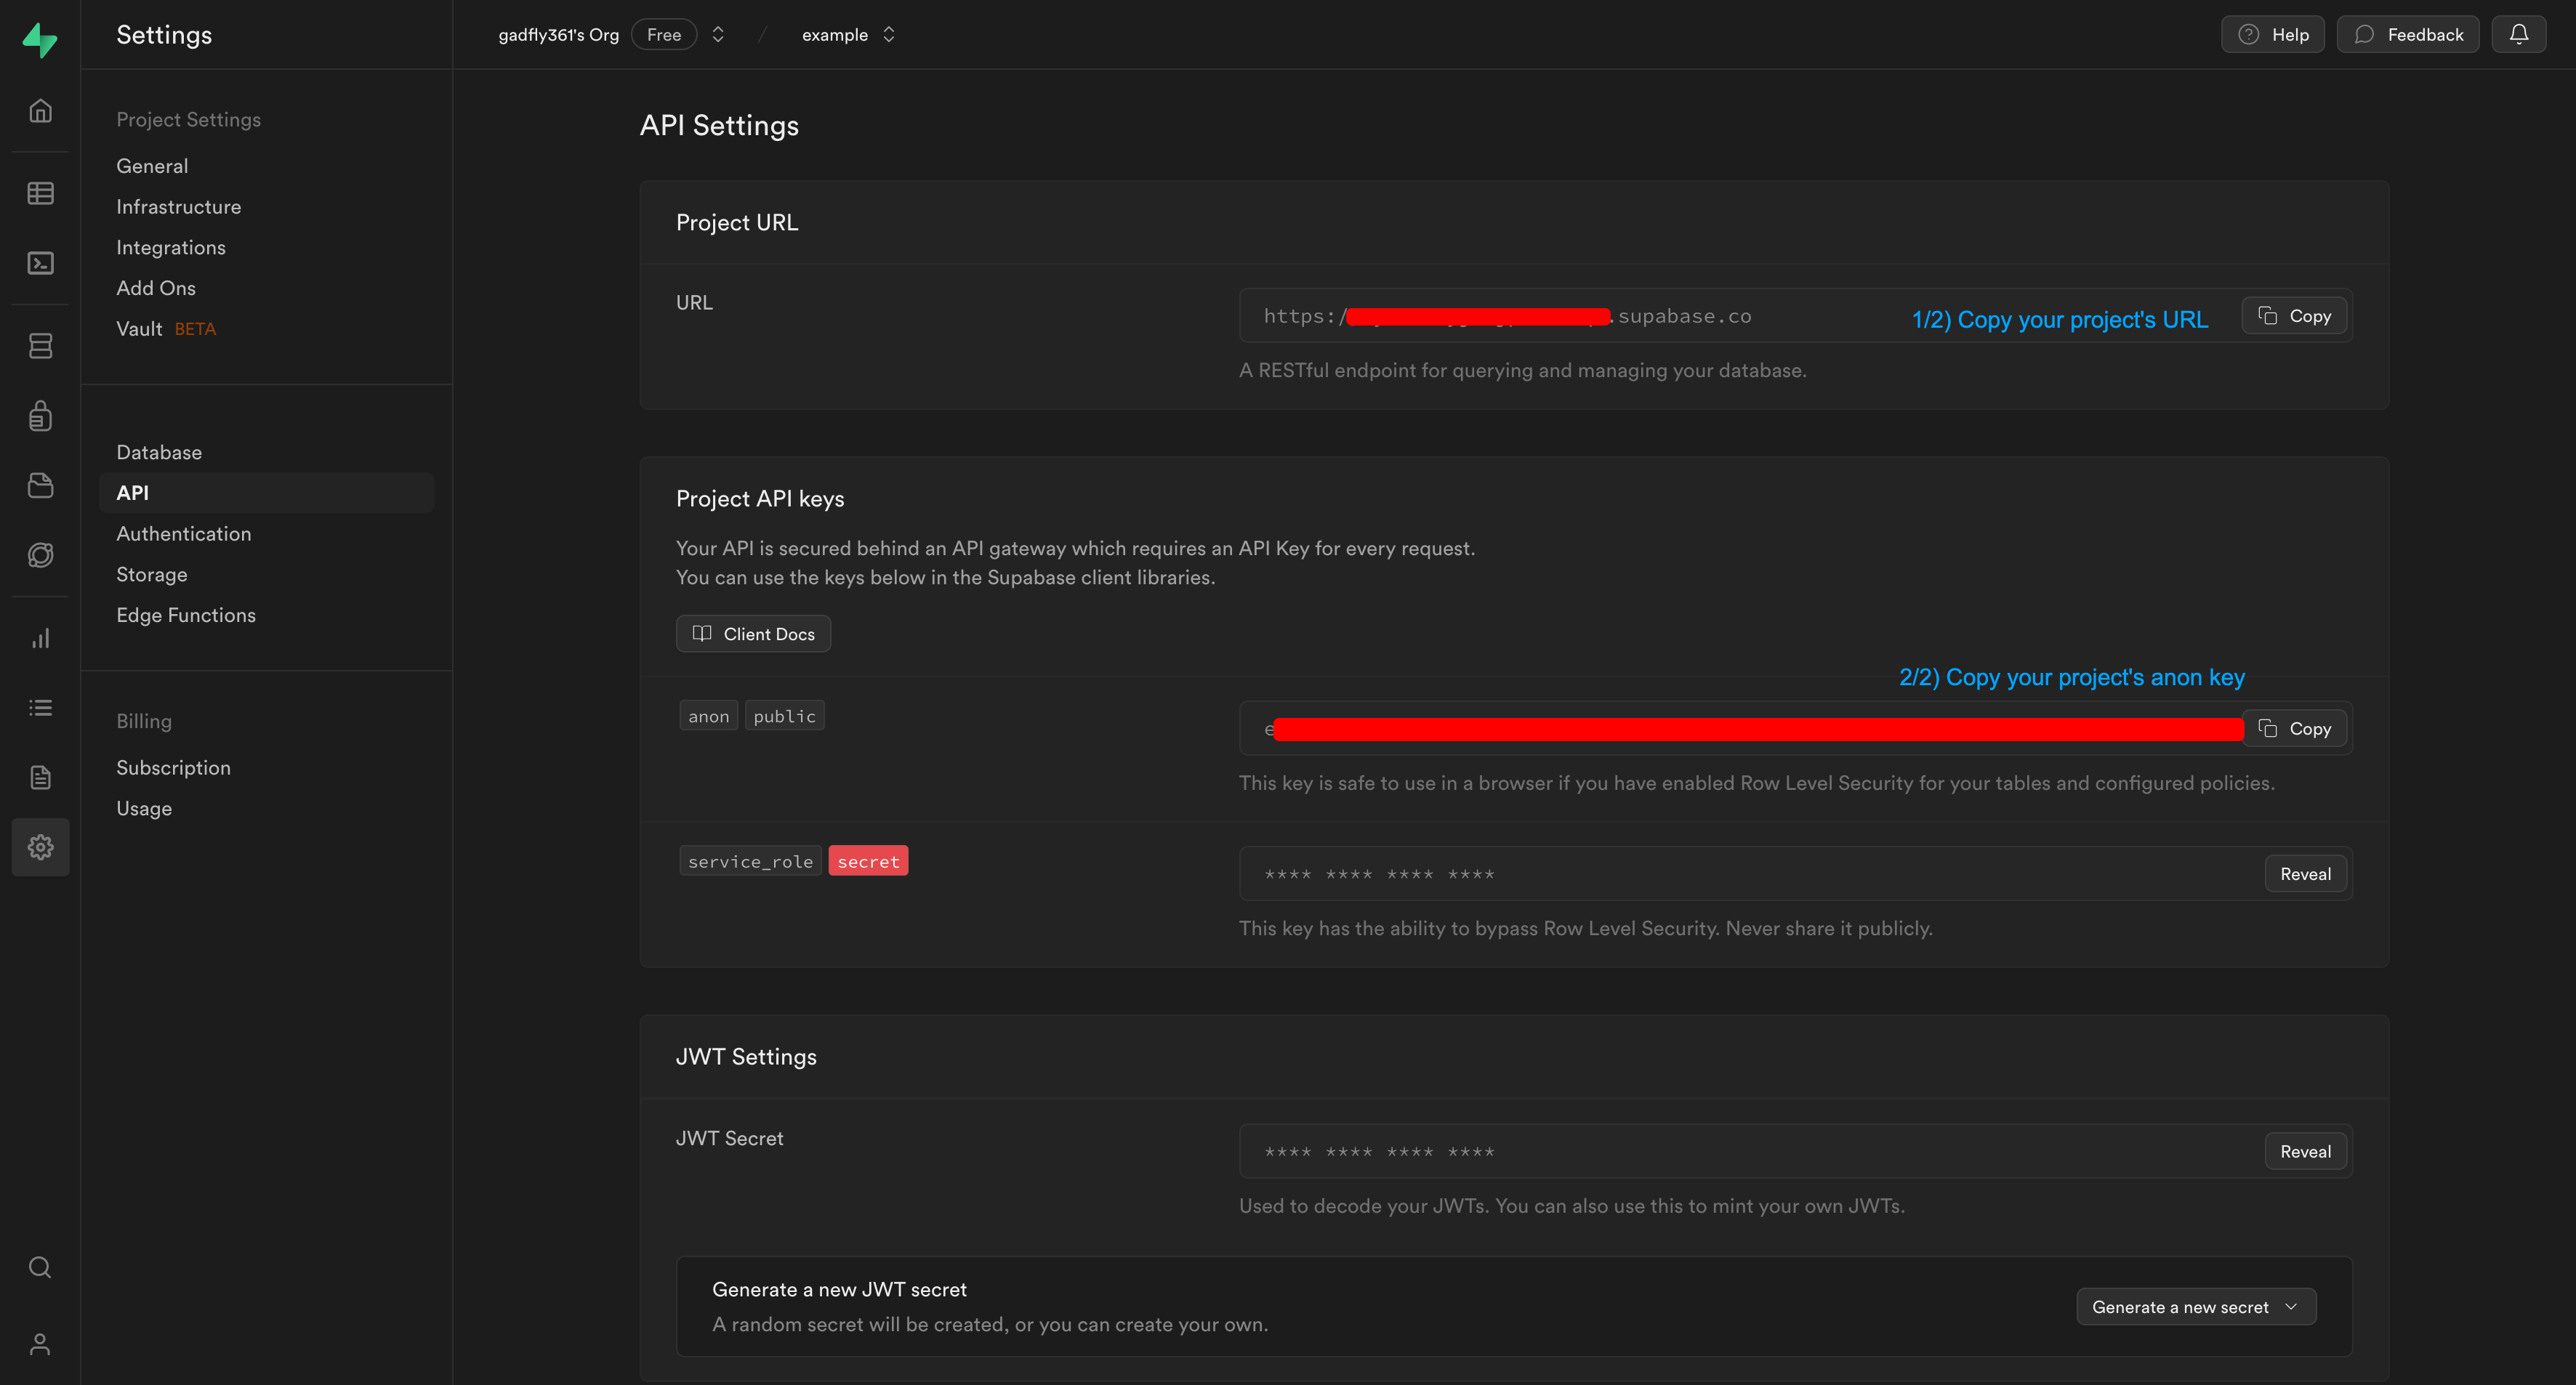 Settings
gadfly361's Org Free / example
Help
Feedback
Project Settings
General
Infrastructure
Integrations
Add Ons
Vault BETA
Database
API
Authentication
Storage
Edge Functions
Billing
Subscription
Usage
API Settings
Project URL
URL
https:/ .supabase.co
1/2) Copy your project's URL
Copy
A RESTful endpoint for querying and managing your database.
Project API keys
Your API is secured behind an API gateway which requires an API Key for every request.
You can use the keys below in the Supabase client libraries.
Client Docs
2/2) Copy your project's anon key
anon public
e
Copy
This key is safe to use in a browser if you have enabled Row Level Security for your tables and configured policies.
service_role secret
**** **** **** ****
Reveal
This key has the ability to bypass Row Level Security. Never share it publicly.
JWT Settings
JWT Secret
**** **** **** ****
Reveal
Used to decode your JWTs. You can also use this to mint your own JWTs.
Generate a new JWT secret
A random secret will be created, or you can create your own.
Generate a new secret